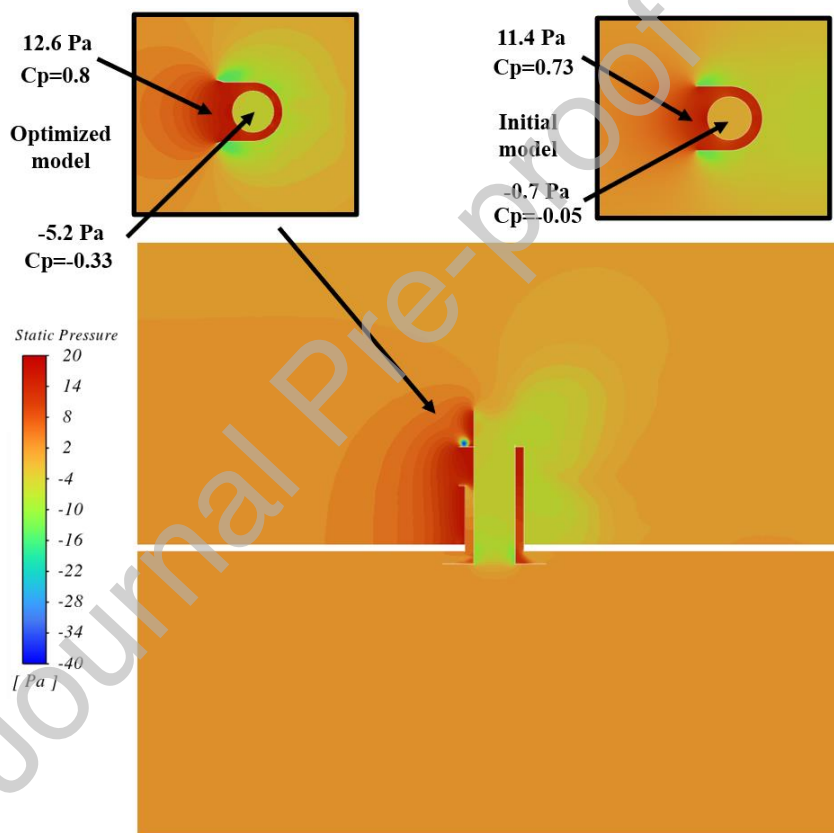 12.6 Pa
Cp=0.8
Optimized
model
-5.2 Pa
Cp=-0.33
11.4 Pa
Cp=0.73
Initial
model
-0.7 Pa
Cp=-0.05
Static Pressure
20
14
8
2
-4
-10
-16
-22
-28
-34
-40
[ Pa ]
Journal Pre-proof